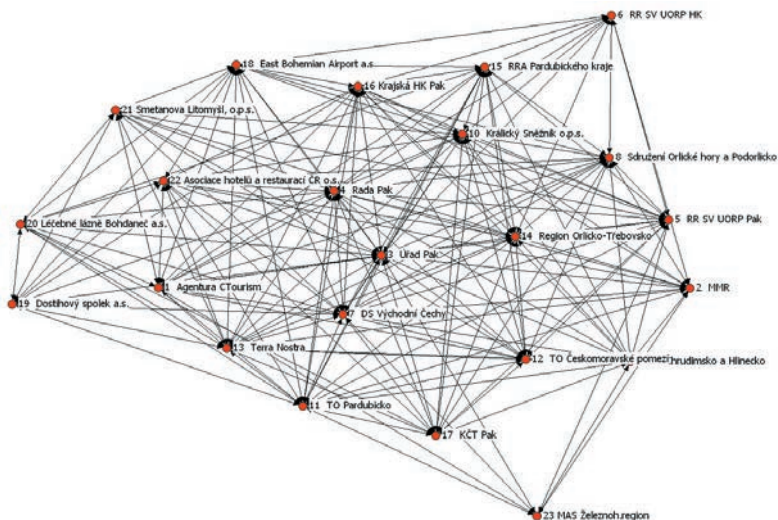 6 RR SV UORP HK
18 East Bohemian Airport a.s
15 RRA Pardubického kraje
16 Krajská HK Pak
21 Smetanova Litomyšl, o.p.s.
10 Králický Sněžník o.p.s.
8 Sdružení Orlické hory a Podorlicko
22 Asociace hotelů a restaurací ČR o.s.
4 Rada Pak
5 RR SV UORP Pak
20 Léčebné lázně Bohdaneč a.s.
14 Region Orlicko-Třebovsko
3 Úřad Pak
1 Agentura CTourism
2 MMR
19 Dostihový spolek a.s.
7 DS Východní Čechy
13 Terra Nostra
12 TO Českomoravské pomezí
hrudimsko a Hlinecko
11 TO Pardubicko
17 KČT Pak
23 MAS Železnoh.region